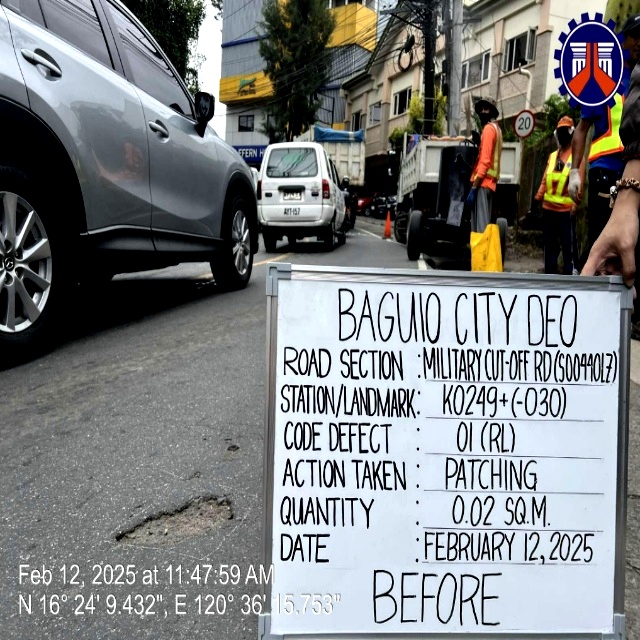 20
AVT-157
BAGUIO CITY DEO
ROAD SECTION : MILITARY CUT-OFF RD (S00440LZ)
STATION/LANDMARK: K0249+(-030)
CODE DEFECT : 01 (RL)
ACTION TAKEN : PATCHING
QUANTITY : 0.02 SQ.M.
DATE : FEBRUARY 12, 2025
BEFORE
Feb 12, 2025 at 11:47:59 AM
N 16° 24' 9.432", E 120° 36' 15.753"